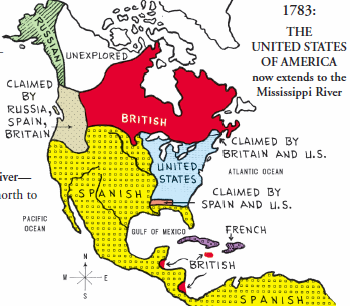 1783:
THE
UNITED STATES
OF AMERICA
now extends to the
Mississippi River
RUSSIAN
UNEXPLORED
CLAIMED
BY
RUSSIA,
SPAIN,
BRITAIN
BRITISH
CLAIMED BY
BRITAIN AND U.S.
UNITED
STATES
ATLANTIC OCEAN
iver—
orth to
SPANISH
CLAIMED BY
SPAIN AND U.S.
PACIFIC
OCEAN
GULF OF MEXICO
FRENCH
BRITISH
N
W
E
S
SPANISH